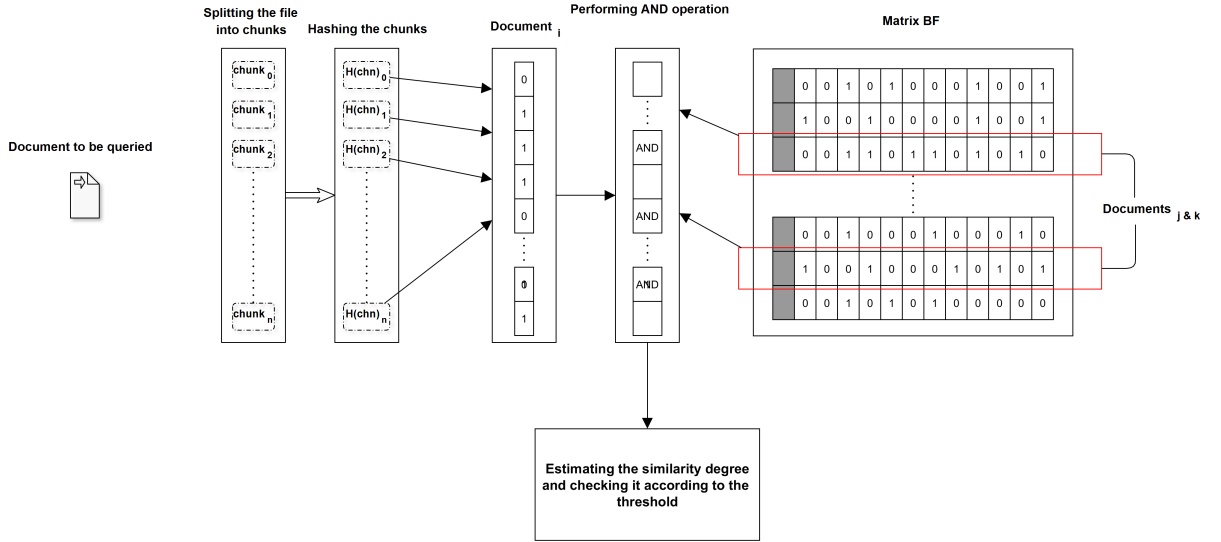 Splitting the file
into chunks
Hashing the chunks
Document i
Performing AND operation
Matrix BF
Document to be queried
chunk 0
chunk 1
chunk 2
chunk n
H(chn) 0
H(chn) 1
H(chn) 2
H(chn) n
0
1
1
1
0
1
AND
AND
AND
0 0 1 0 1 0 0 0 1 0 0 1
1 0 0 1 0 0 0 0 1 0 0 1
0 0 1 1 0 1 1 0 1 0 1 0
0 0 1 0 0 0 1 0 0 0 1 0
1 0 0 1 0 0 0 1 0 1 0 1
0 0 1 0 1 0 1 0 0 0 0 0
Documents j & k
Estimating the similarity degree
and checking it according to the
threshold